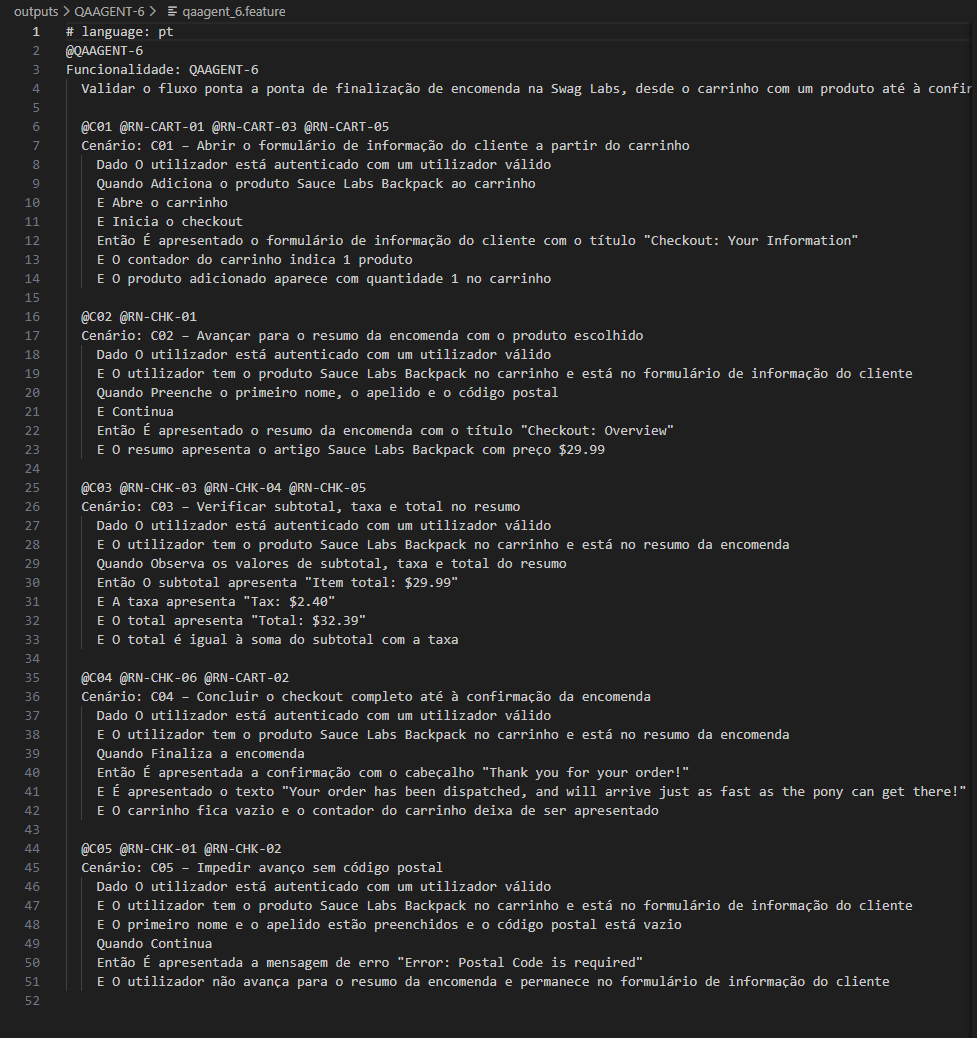 outputs > QAAGENT-6 > qaagent_6.feature
1 # language: pt
2 @QAAGENT-6
3 Funcionalidade: QAAGENT-6
4 Validar o fluxo ponta a ponta de finalização de encomenda na Swag Labs, desde o carrinho com um produto até à confir
5
6 @C01 @RN-CART-01 @RN-CART-03 @RN-CART-05
7 Cenário: C01 – Abrir o formulário de informação do cliente a partir do carrinho
8 Dado O utilizador está autenticado com um utilizador válido
9 Quando Adiciona o produto Sauce Labs Backpack ao carrinho
10 E Abre o carrinho
11 E Inicia o checkout
12 Então É apresentado o formulário de informação do cliente com o título "Checkout: Your Information"
13 E O contador do carrinho indica 1 produto
14 E O produto adicionado aparece com quantidade 1 no carrinho
15
16 @C02 @RN-CHK-01
17 Cenário: C02 – Avançar para o resumo da encomenda com o produto escolhido
18 Dado O utilizador está autenticado com um utilizador válido
19 E O utilizador tem o produto Sauce Labs Backpack no carrinho e está no formulário de informação do cliente
20 Quando Preenche o primeiro nome, o apelido e o código postal
21 E Continua
22 Então É apresentado o resumo da encomenda com o título "Checkout: Overview"
23 E O resumo apresenta o artigo Sauce Labs Backpack com preço $29.99
24
25 @C03 @RN-CHK-03 @RN-CHK-04 @RN-CHK-05
26 Cenário: C03 – Verificar subtotal, taxa e total no resumo
27 Dado O utilizador está autenticado com um utilizador válido
28 E O utilizador tem o produto Sauce Labs Backpack no carrinho e está no resumo da encomenda
29 Quando Observa os valores de subtotal, taxa e total do resumo
30 Então O subtotal apresenta "Item total: $29.99"
31 E A taxa apresenta "Tax: $2.40"
32 E O total apresenta "Total: $32.39"
33 E O total é igual à soma do subtotal com a taxa
34
35 @C04 @RN-CHK-06 @RN-CART-02
36 Cenário: C04 – Concluir o checkout completo até à confirmação da encomenda
37 Dado O utilizador está autenticado com um utilizador válido
38 E O utilizador tem o produto Sauce Labs Backpack no carrinho e está no resumo da encomenda
39 Quando Finaliza a encomenda
40 Então É apresentada a confirmação com o cabeçalho "Thank you for your order!"
41 E É apresentado o texto "Your order has been dispatched, and will arrive just as fast as the pony can get there!"
42 E O carrinho fica vazio e o contador do carrinho deixa de ser apresentado
43
44 @C05 @RN-CHK-01 @RN-CHK-02
45 Cenário: C05 – Impedir avanço sem código postal
46 Dado O utilizador está autenticado com um utilizador válido
47 E O utilizador tem o produto Sauce Labs Backpack no carrinho e está no formulário de informação do cliente
48 E O primeiro nome e o apelido estão preenchidos e o código postal está vazio
49 Quando Continua
50 Então É apresentada a mensagem de erro "Error: Postal Code is required"
51 E O utilizador não avança para o resumo da encomenda e permanece no formulário de informação do cliente
52